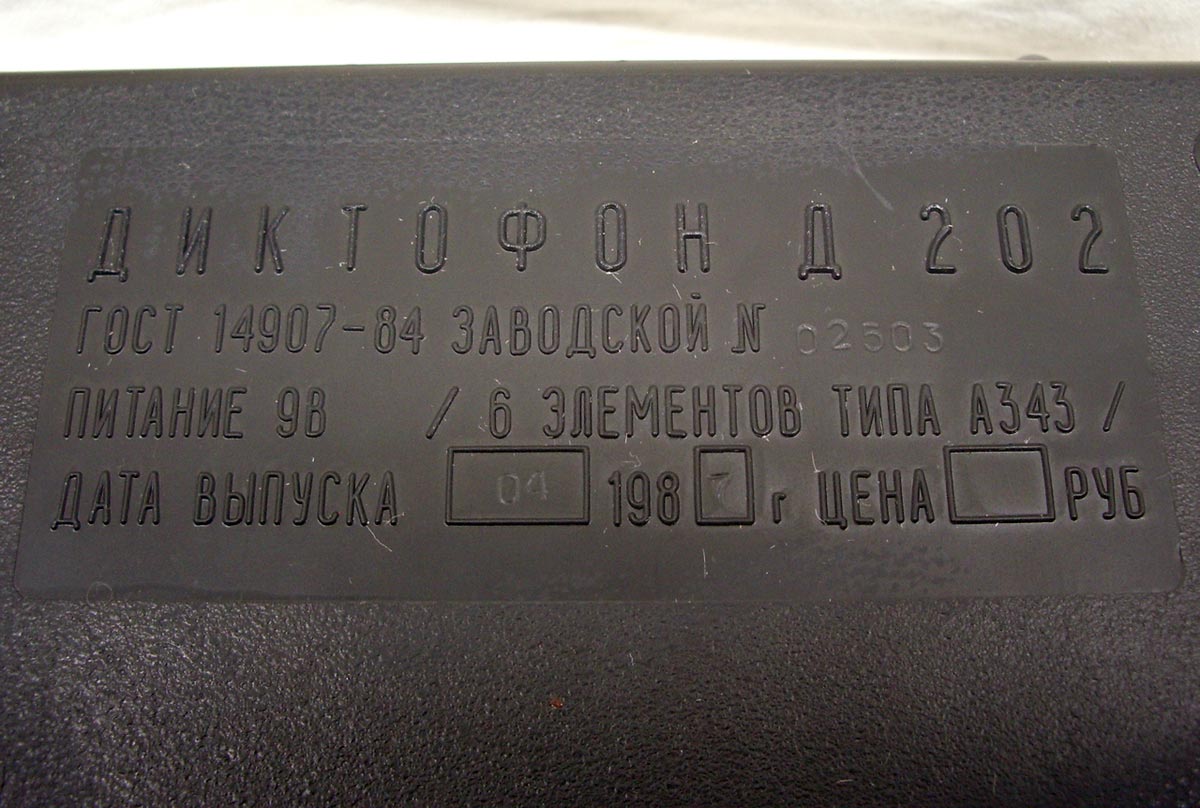 ДИКТОФОН Д 202
ГОСТ 14907-84 ЗАВОДСКОЙ N 02503
ПИТАНИЕ 9В / 6 ЭЛЕМЕНТОВ ТИПА А343 /
ДАТА ВЫПУСКА 04 1987 г ЦЕНА РУБ